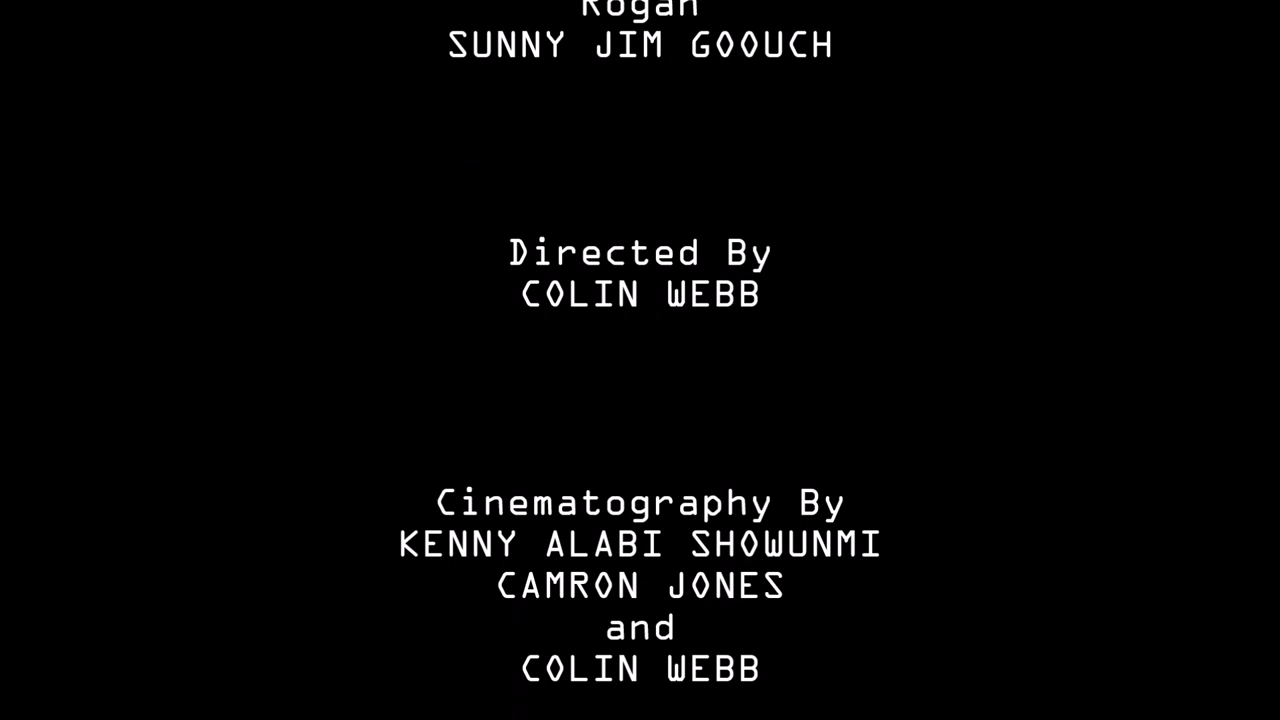 Rogan
SUNNY JIM GOOUCH
Directed By
COLIN WEBB
Cinematography By
KENNY ALABI SHOWUNMI
CAMRON JONES
and
COLIN WEBB